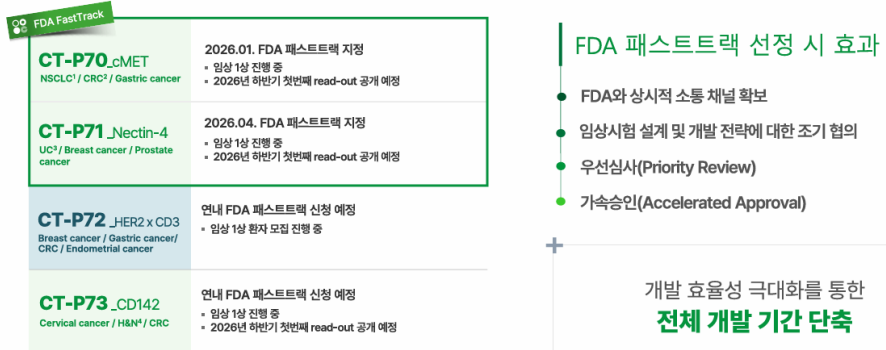 FDA FastTrack
CT-P70_cMET
NSCLC¹ / CRC² / Gastric cancer
2026.01. FDA 패스트트랙 지정
▪ 임상 1상 진행 중
▪ 2026년 하반기 첫번째 read-out 공개 예정
CT-P71_Nectin-4
UC³ / Breast cancer / Prostate
cancer
2026.04. FDA 패스트트랙 지정
▪ 임상 1상 진행 중
▪ 2026년 하반기 첫번째 read-out 공개 예정
CT-P72_HER2 x CD3
Breast cancer / Gastric cancer/
CRC / Endometrial cancer
연내 FDA 패스트트랙 신청 예정
▪ 임상 1상 환자 모집 진행 중
CT-P73_CD142
Cervical cancer / H&N⁴ / CRC
연내 FDA 패스트트랙 신청 예정
▪ 임상 1상 진행 중
▪ 2026년 하반기 첫번째 read-out 공개 예정
FDA 패스트트랙 선정 시 효과
FDA와 상시적 소통 채널 확보
임상시험 설계 및 개발 전략에 대한 조기 협의
우선심사(Priority Review)
가속승인(Accelerated Approval)
개발 효율성 극대화를 통한
전체 개발 기간 단축